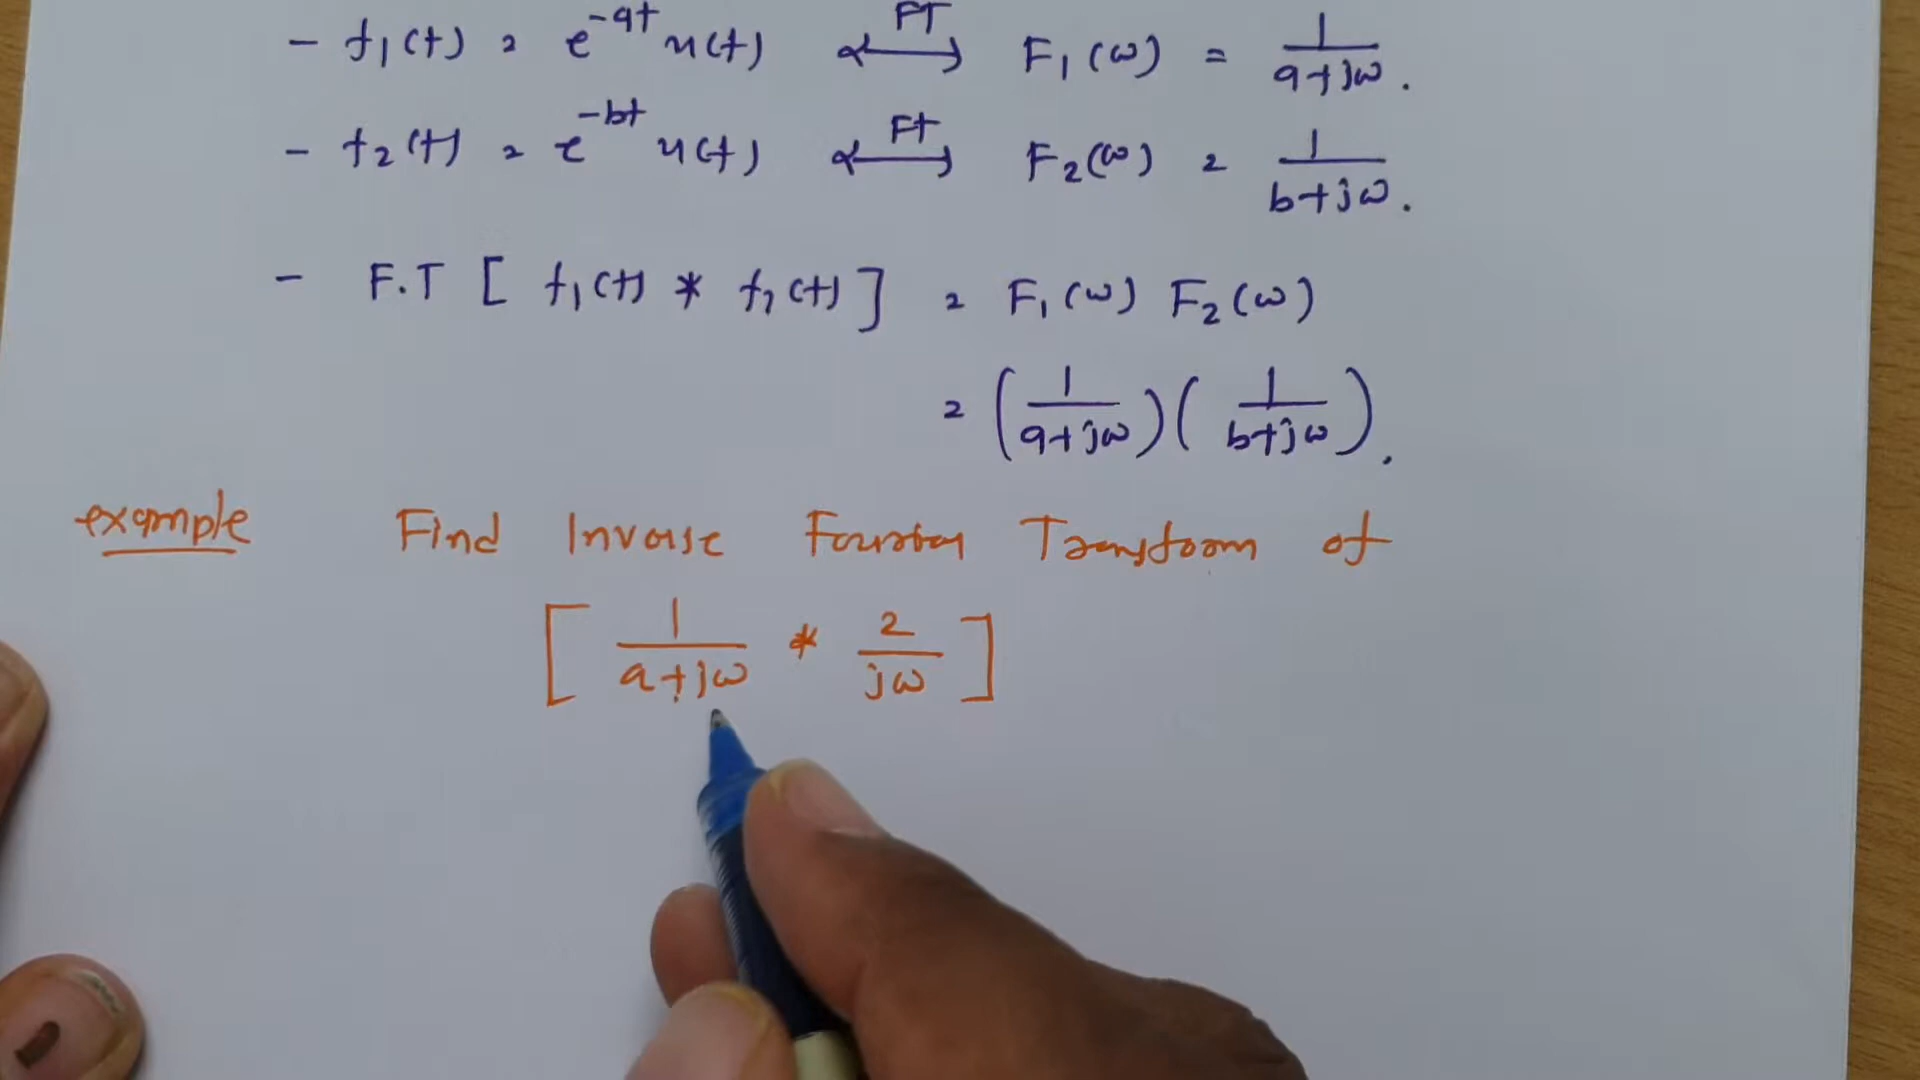 - f₁(t) = e^-at u(t) ⟷ FT F₁(ω) = 1/(a+jω).
- f₂(t) = e^-bt u(t) ⟷ FT F₂(ω) = 1/(b+jω).
- F.T [ f₁(t) * f₂(t) ] = F₁(ω) F₂(ω)
= (1/(a+jω)) (1/(b+jω)).
example Find Inverse Fourier Transform of
[ 1/(a+jω) * 2/jω ]